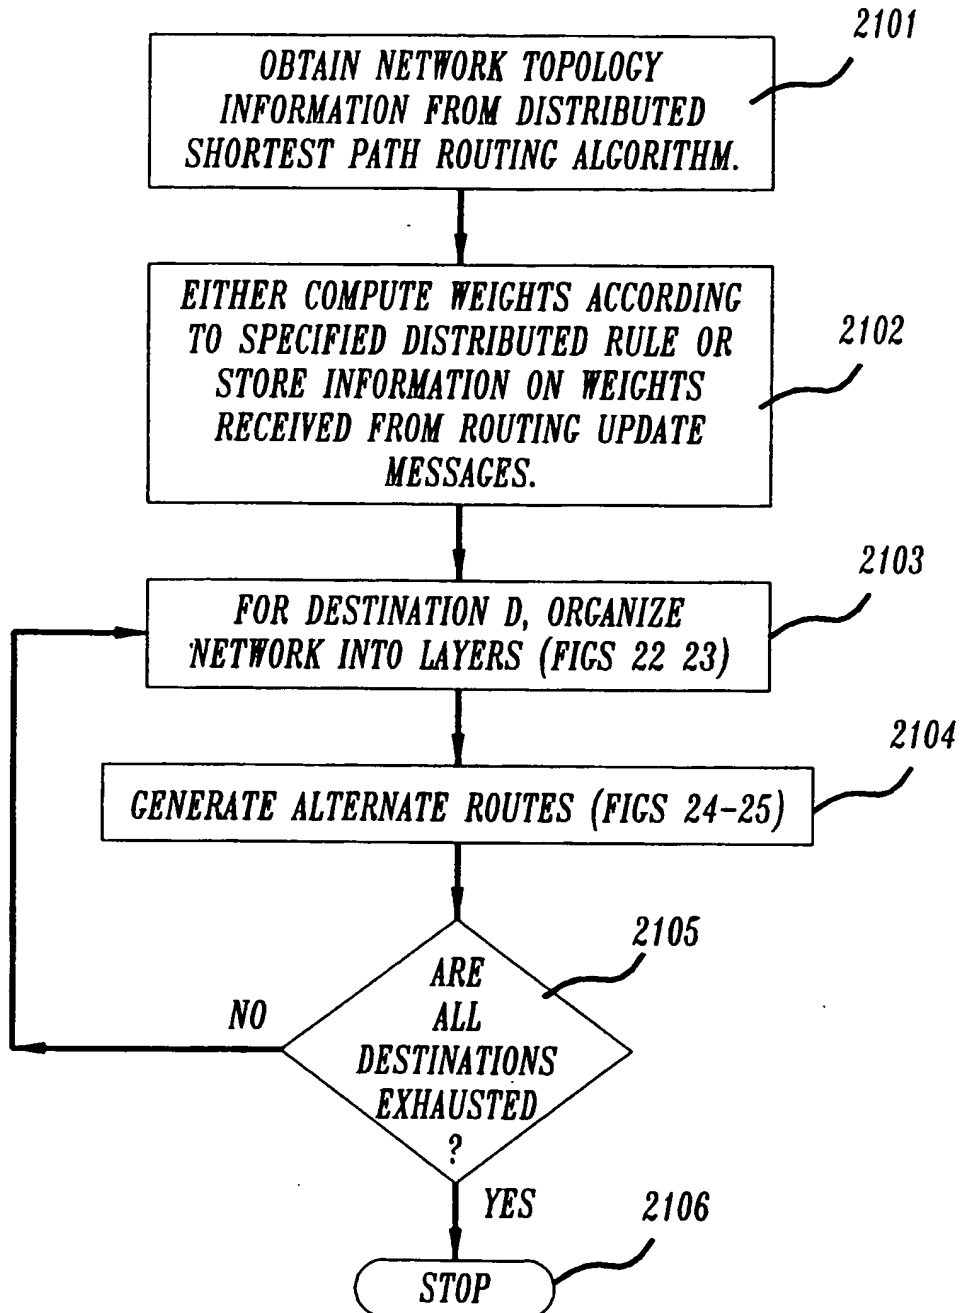 2101
OBTAIN NETWORK TOPOLOGY
INFORMATION FROM DISTRIBUTED
SHORTEST PATH ROUTING ALGORITHM.
2102
EITHER COMPUTE WEIGHTS ACCORDING
TO SPECIFIED DISTRIBUTED RULE OR
STORE INFORMATION ON WEIGHTS
RECEIVED FROM ROUTING UPDATE
MESSAGES.
2103
FOR DESTINATION D, ORGANIZE
NETWORK INTO LAYERS (FIGS 22 23)
2104
GENERATE ALTERNATE ROUTES (FIGS 24-25)
2105
ARE
ALL
DESTINATIONS
EXHAUSTED
?
NO
YES
2106
STOP